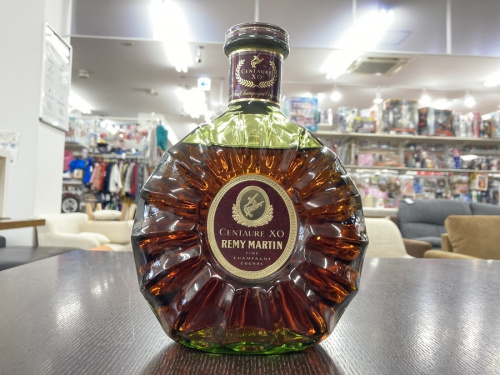 CENTAURE
XO
CENTAURE XO
REMY MARTIN
FINE
CHAMPAGNE
COGNAC